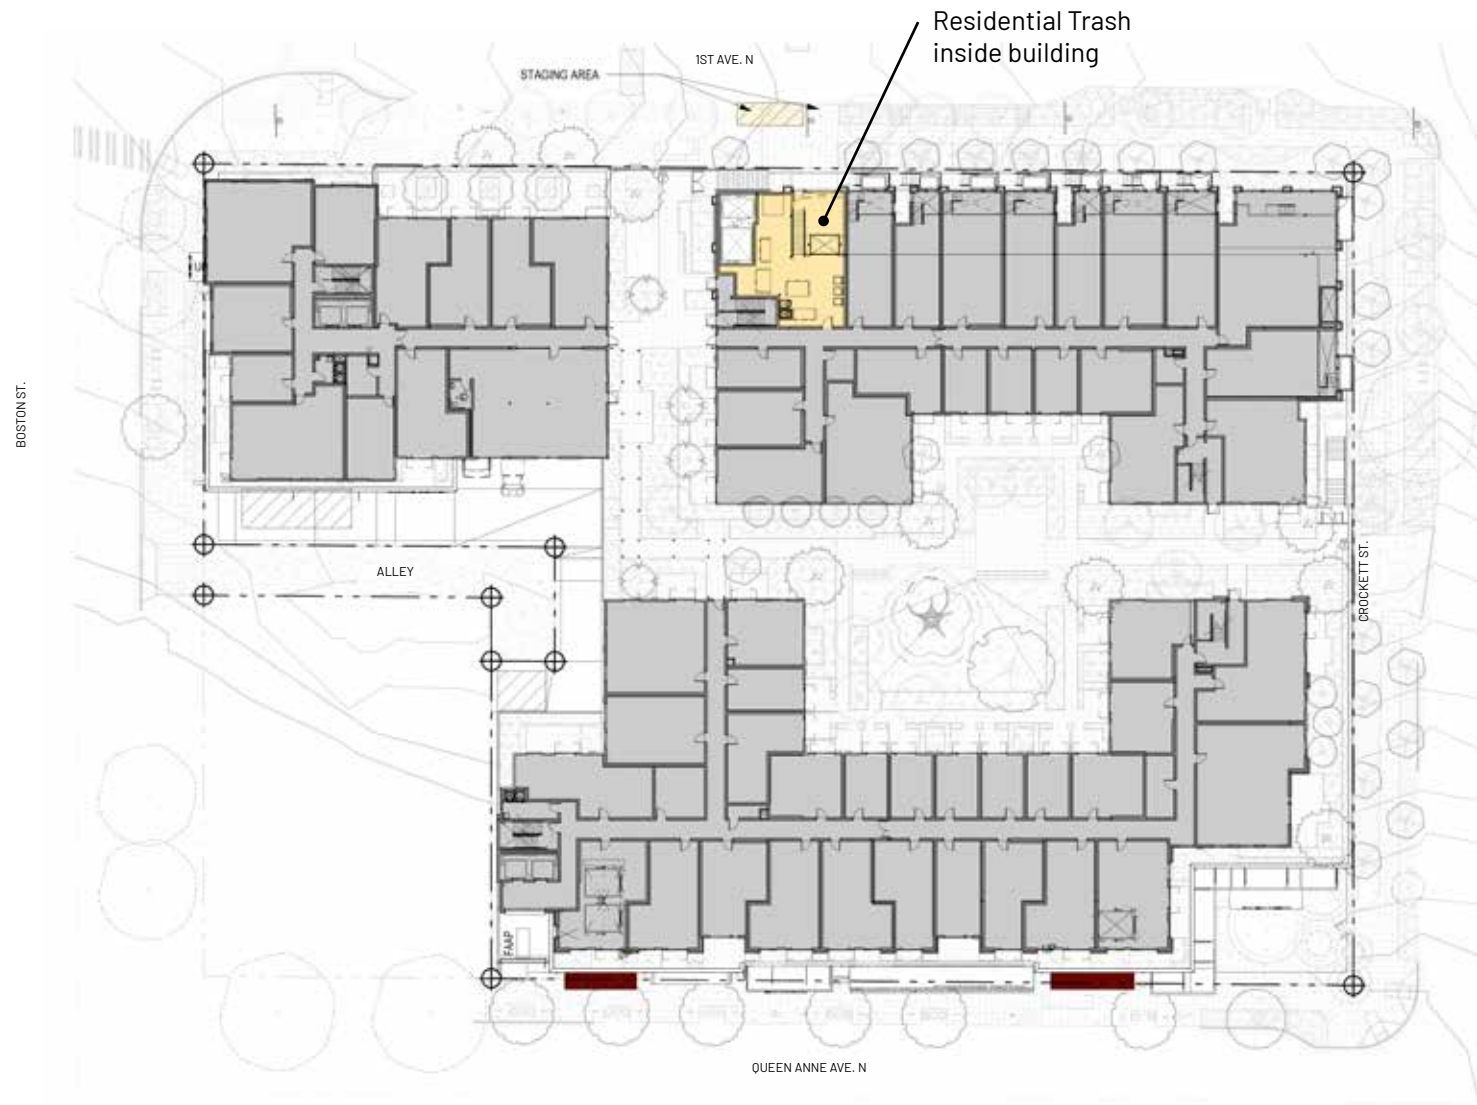 Residential Trash
inside building
1ST AVE. N
STAGING AREA
BOSTON ST.
ALLEY
CROCKETT ST.
FAAP
QUEEN ANNE AVE. N